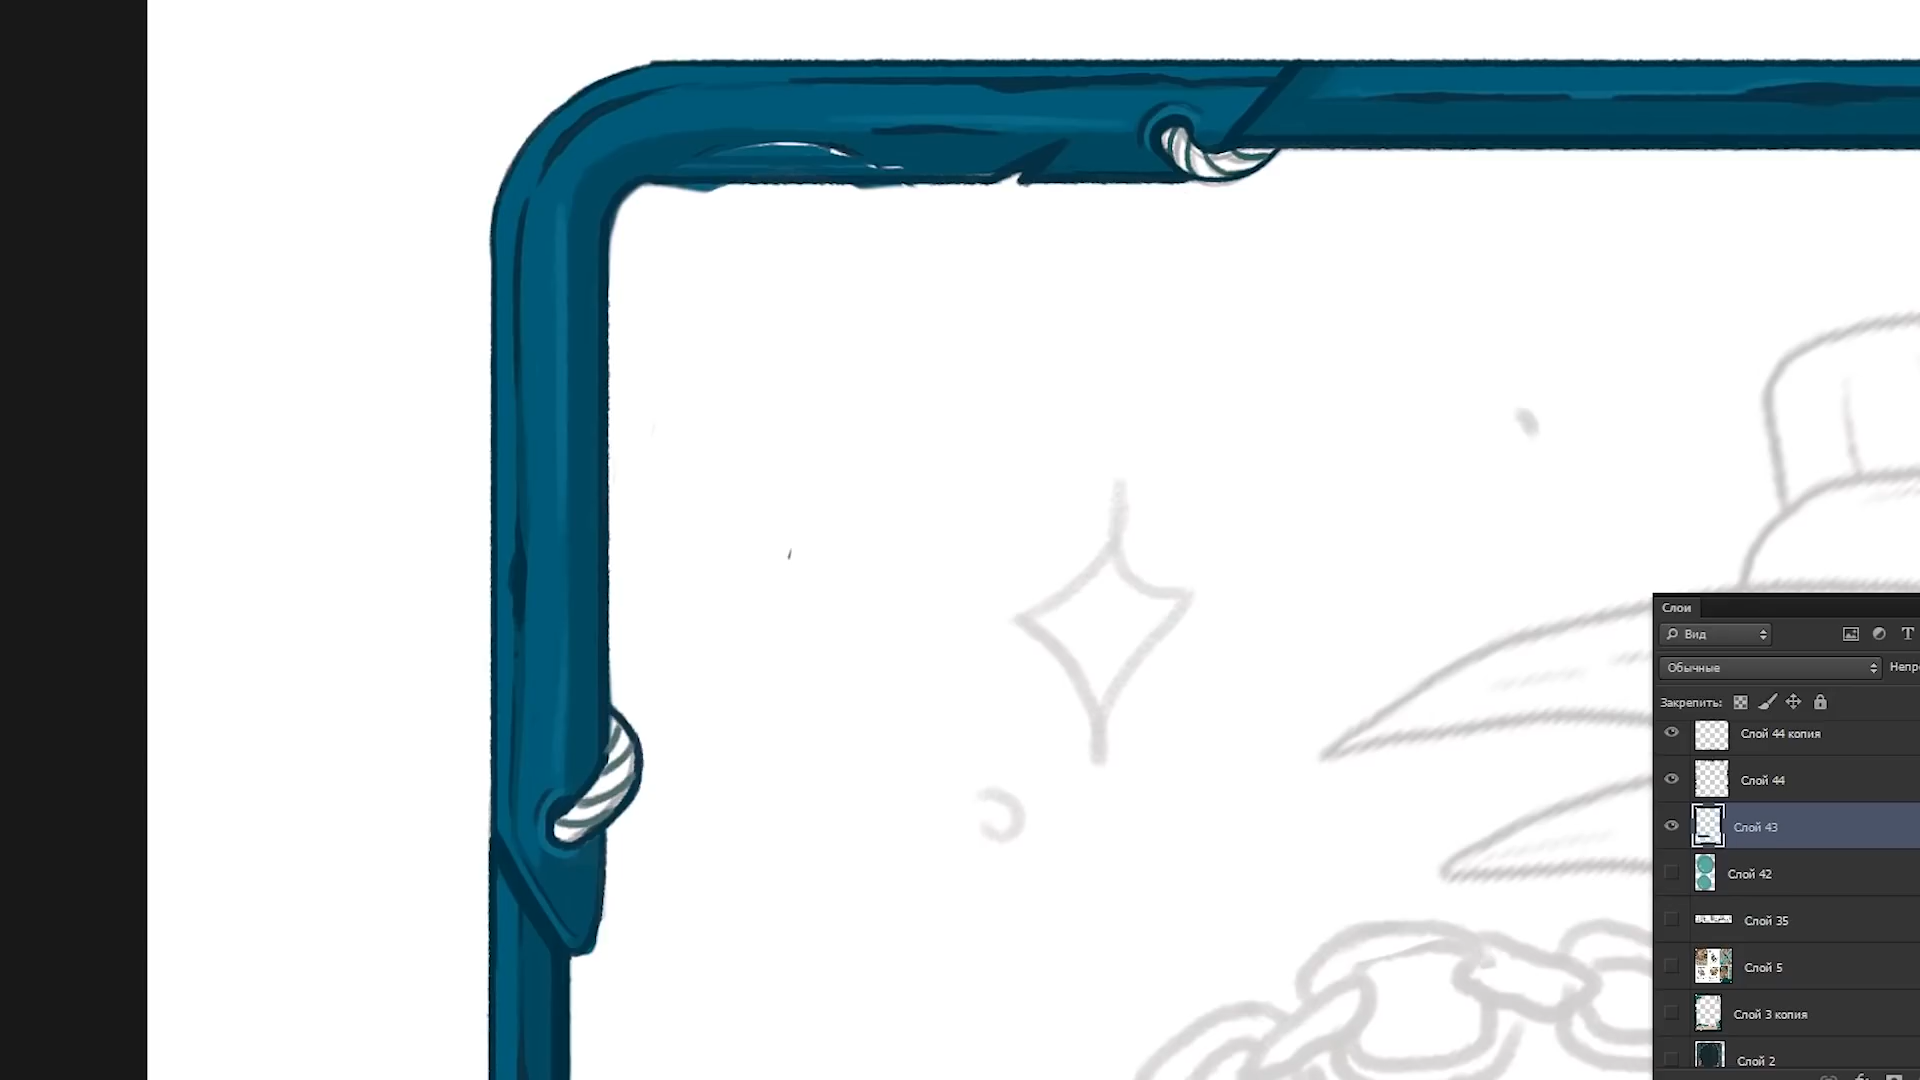 Слои
Вид
Обычные
Закрепить:
Слой 44 копия
Слой 44
Слой 43
Слой 42
Слой 35
Слой 5
Слой 3 копия
Слой 2